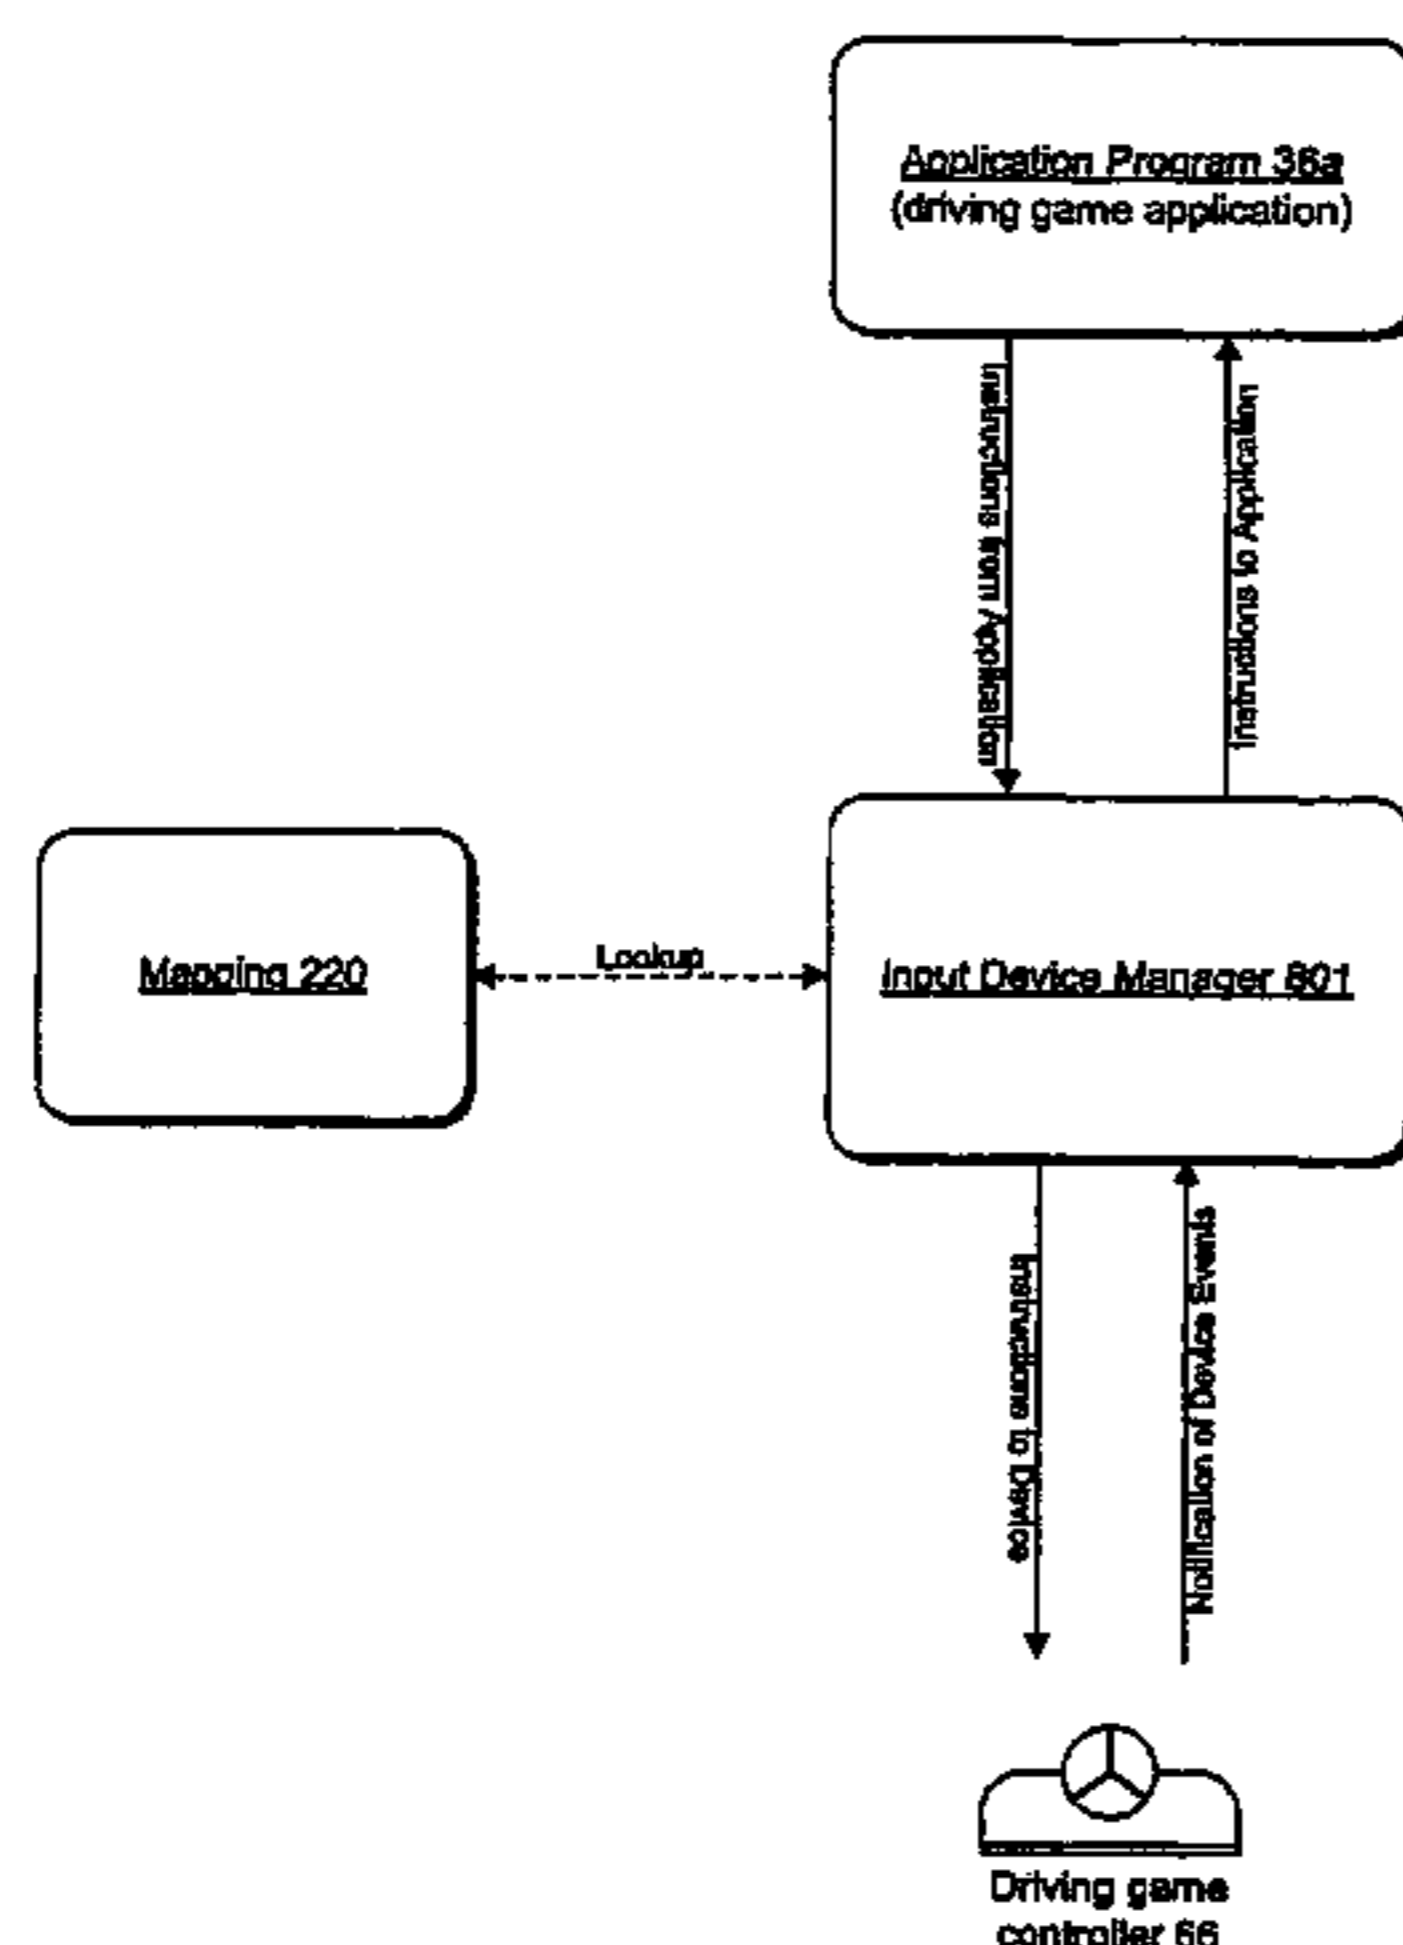 Application Program 36a
(driving game application)
Instructions from Application
Instructions to Application
Mapping 220
Lookup
Input Device Manager 801
Instructions to Device
Notification of Device Events
Driving game
controller 66